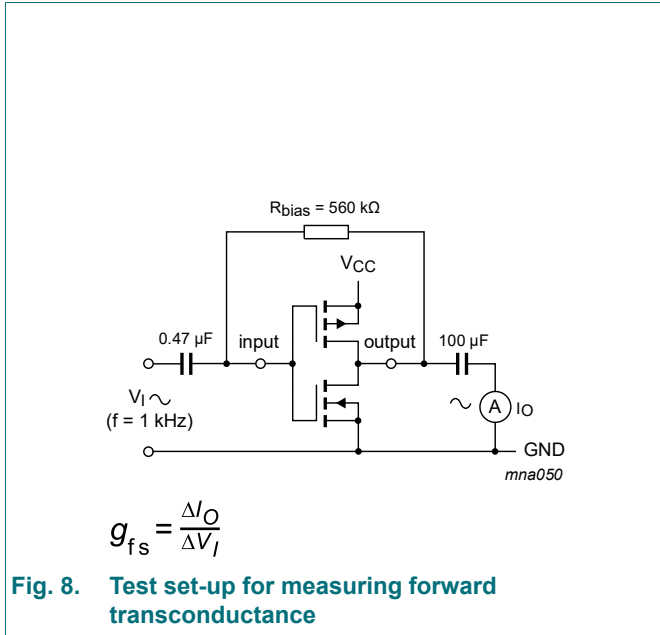 Rbias = 560 kΩ
VCC
0.47 µF
input
output
100 µF
VI
(f = 1 kHz)
A
IO
GND
mna050
gfs = ΔIO / ΔVI
Fig. 8. Test set-up for measuring forward
transconductance